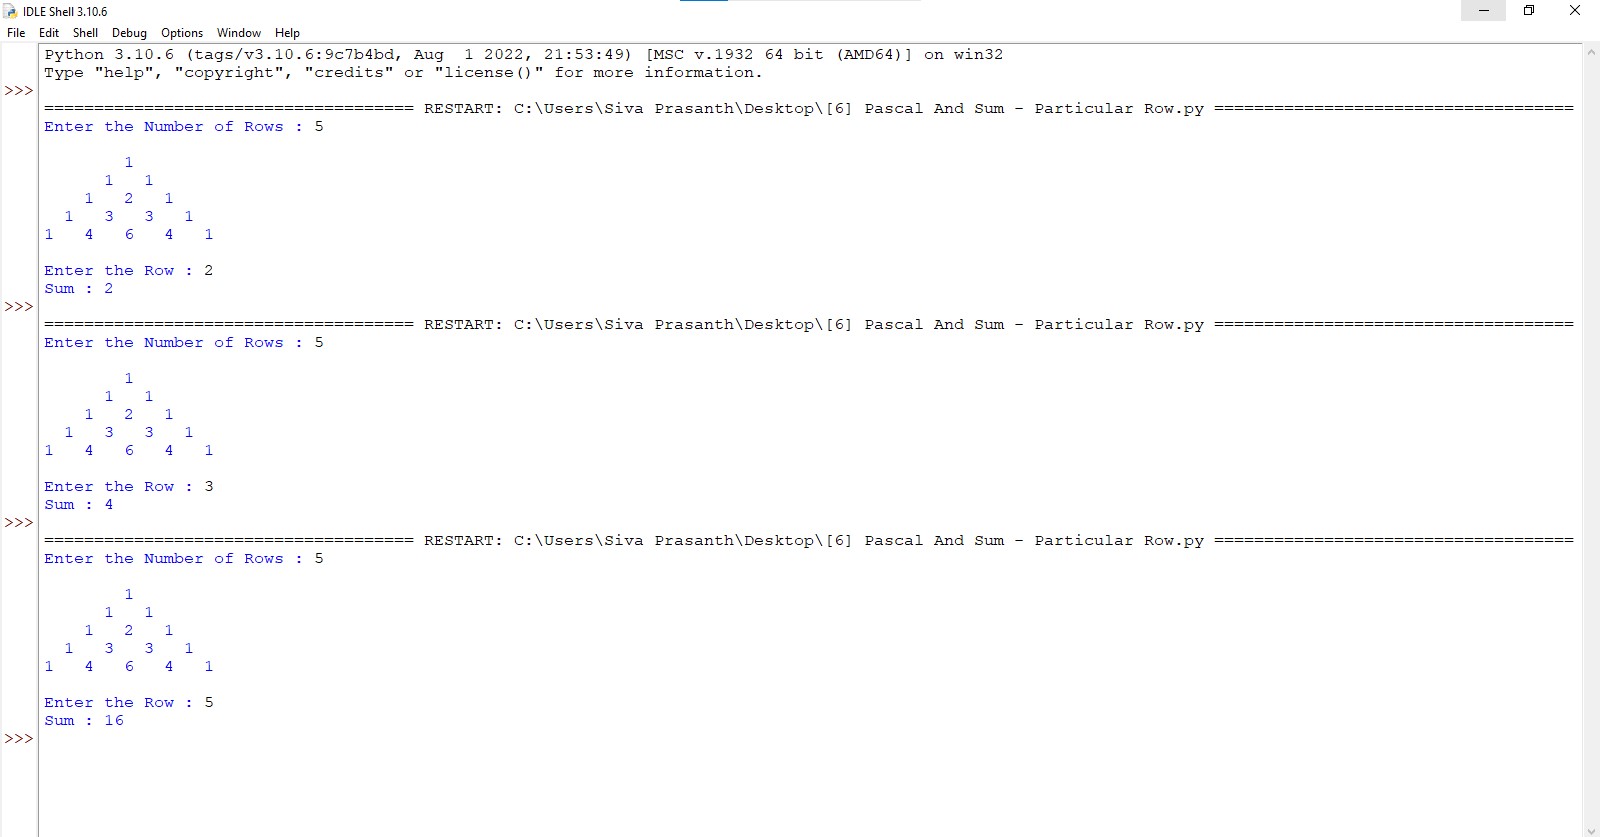 IDLE Shell 3.10.6
File Edit Shell Debug Options Window Help
Python 3.10.6 (tags/v3.10.6:9c7b4bd, Aug  1 2022, 21:53:49) [MSC v.1932 64 bit (AMD64)] on win32
Type "help", "copyright", "credits" or "license()" for more information.
>>>
===================================== RESTART: C:\Users\Siva Prasanth\Desktop\[6] Pascal And Sum - Particular Row.py ====================================
Enter the Number of Rows : 5
        1
      1   1
    1   2   1
  1   3   3   1
1   4   6   4   1
Enter the Row : 2
Sum : 2
>>>
===================================== RESTART: C:\Users\Siva Prasanth\Desktop\[6] Pascal And Sum - Particular Row.py ====================================
Enter the Number of Rows : 5
        1
      1   1
    1   2   1
  1   3   3   1
1   4   6   4   1
Enter the Row : 3
Sum : 4
>>>
===================================== RESTART: C:\Users\Siva Prasanth\Desktop\[6] Pascal And Sum - Particular Row.py ====================================
Enter the Number of Rows : 5
        1
      1   1
    1   2   1
  1   3   3   1
1   4   6   4   1
Enter the Row : 5
Sum : 16
>>>